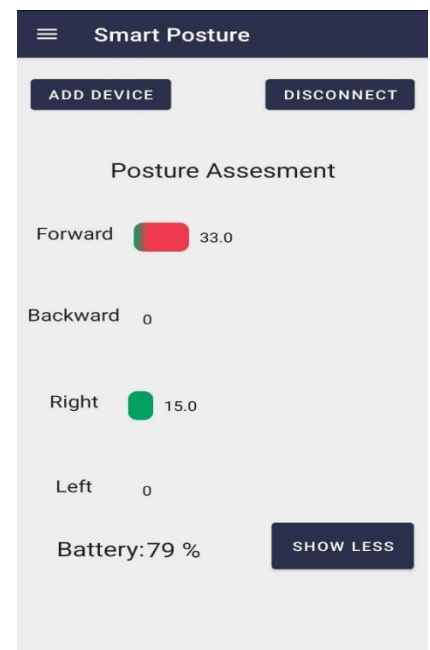 Smart Posture
ADD DEVICE DISCONNECT
Posture Assesment
Forward 33.0
Backward 0
Right 15.0
Left 0
Battery:79 % SHOW LESS